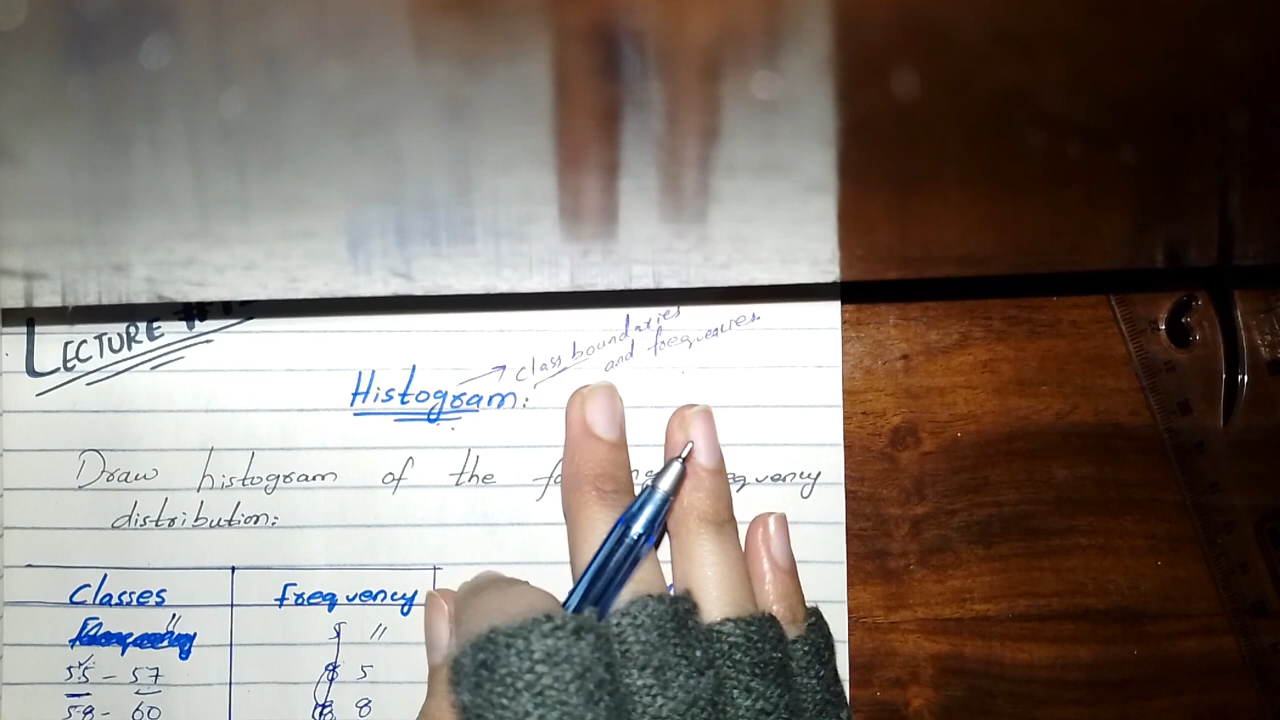 LECTURE
Histogram:
class boundaries
and frequencies.
Draw histogram of the
distribution:
Classes Frequency
55 - 57 5
58 - 60 8